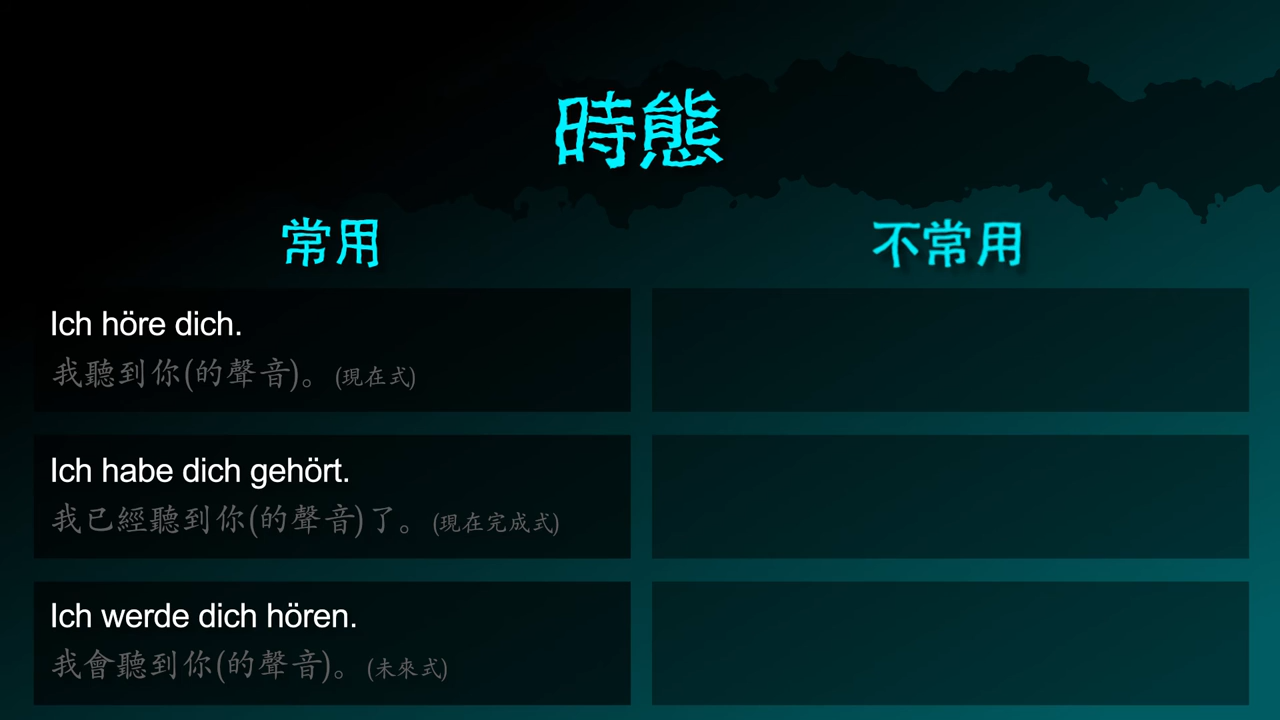 時態
常用
不常用
Ich höre dich.
我聽到你(的聲音)。(現在式)
Ich habe dich gehört.
我已經聽到你(的聲音)了。(現在完成式)
Ich werde dich hören.
我會聽到你(的聲音)。(未來式)